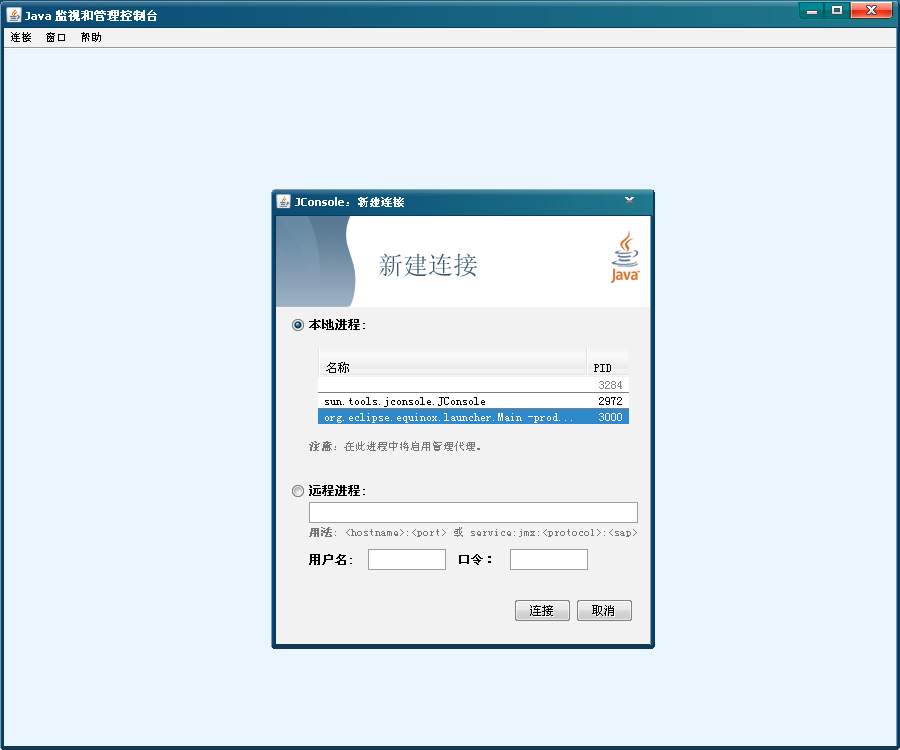 Java 监视和管理控制台
连接 窗口 帮助
JConsole: 新建连接
新建连接
Java
本地进程:
名称 PID
3284
sun.tools.jconsole.JConsole 2972
org.eclipse.equinox.launcher.Main -prod... 3000
注意: 在此进程中将启用管理代理。
远程进程:
用法: <hostname>:<port> 或 service:jmx:<protocol>:<sap>
用户名: 口令:
连接 取消